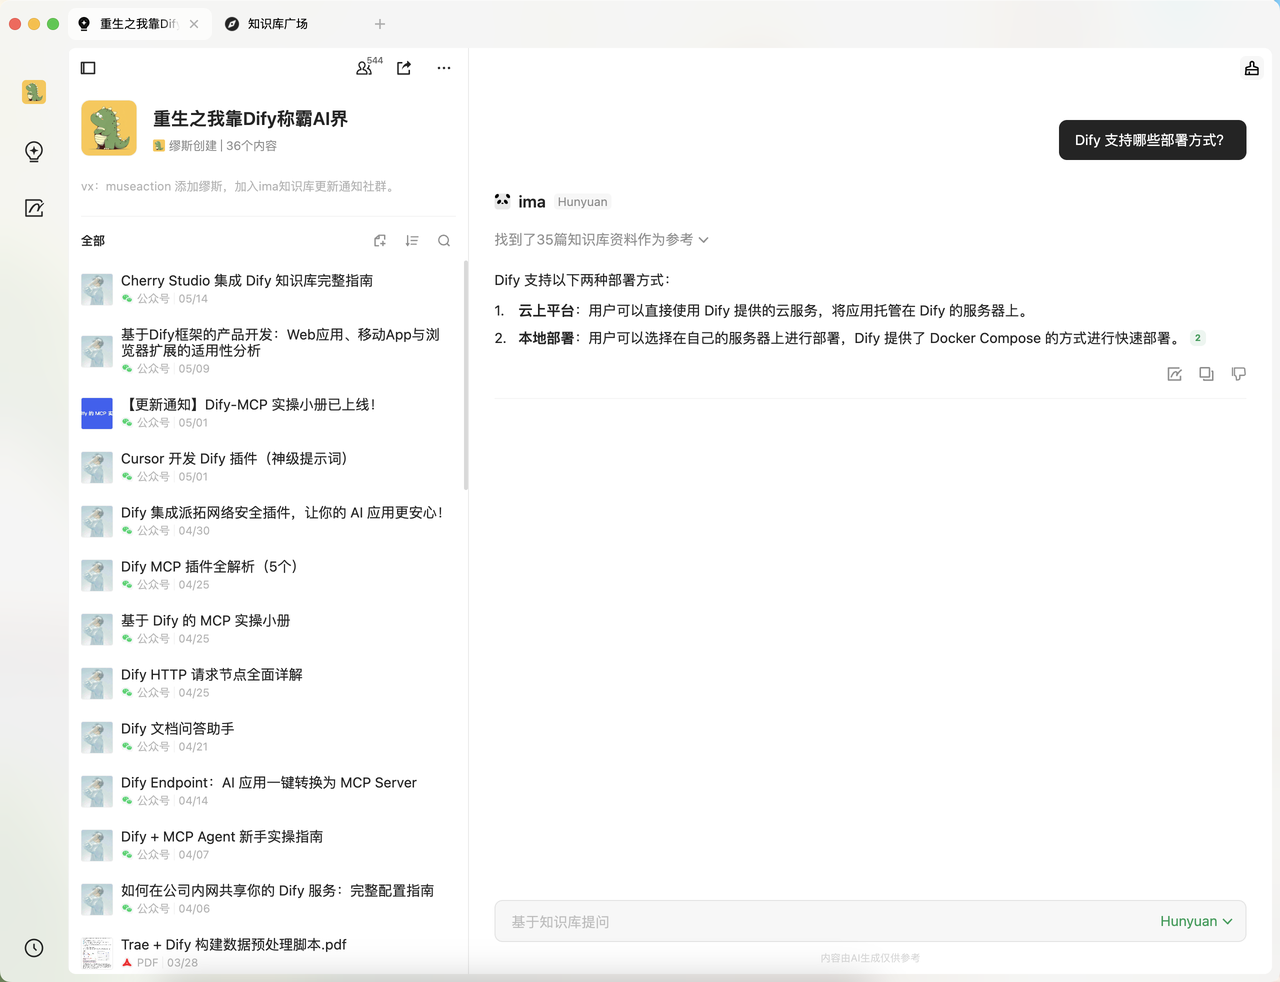 重生之我靠Dif
知识库广场
544
重生之我靠Dify称霸AI界
缪斯创建 | 36个内容
vx：museaction 添加缪斯，加入ima知识库更新通知社群。
全部
Cherry Studio 集成 Dify 知识库完整指南
公众号 05/14
基于Dify框架的产品开发：Web应用、移动App与浏
览器扩展的适用性分析
公众号 05/09
【更新通知】Dify-MCP 实操小册已上线！
公众号 05/01
Cursor 开发 Dify 插件（神级提示词）
公众号 05/01
Dify 集成派拓网络安全插件，让你的 AI 应用更安心！
公众号 04/30
Dify MCP 插件全解析（5个）
公众号 04/25
基于 Dify 的 MCP 实操小册
公众号 04/25
Dify HTTP 请求节点全面详解
公众号 04/25
Dify 文档问答助手
公众号 04/21
Dify Endpoint：AI 应用一键转换为 MCP Server
公众号 04/14
Dify + MCP Agent 新手实操指南
公众号 04/07
如何在公司内网共享你的 Dify 服务：完整配置指南
公众号 04/06
Trae + Dify 构建数据预处理脚本.pdf
PDF 03/28
Dify 支持哪些部署方式？
ima Hunyuan
找到了35篇知识库资料作为参考
Dify 支持以下两种部署方式：
1. 云上平台：用户可以直接使用 Dify 提供的云服务，将应用托管在 Dify 的服务器上。
2. 本地部署：用户可以选择在自己的服务器上进行部署，Dify 提供了 Docker Compose 的方式进行快速部署。 2
基于知识库提问
Hunyuan
内容由AI生成仅供参考